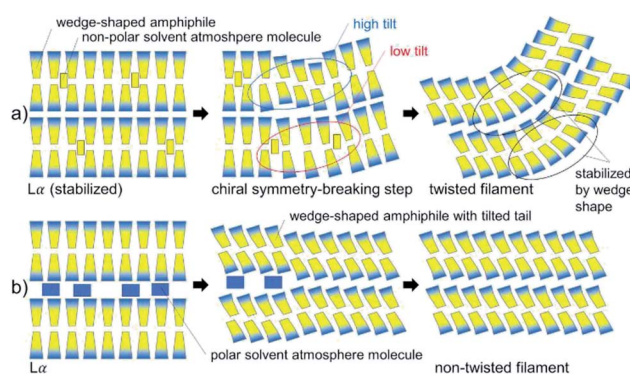 wedge-shaped amphiphile
non-polar solvent atmoshpere molecule
high tilt
low tilt
a)
Lα (stabilized)
chiral symmetry-breaking step
twisted filament
stabilized
by wedge
shape
wedge-shaped amphiphile with tilted tail
b)
polar solvent atmosphere molecule
Lα
non-twisted filament